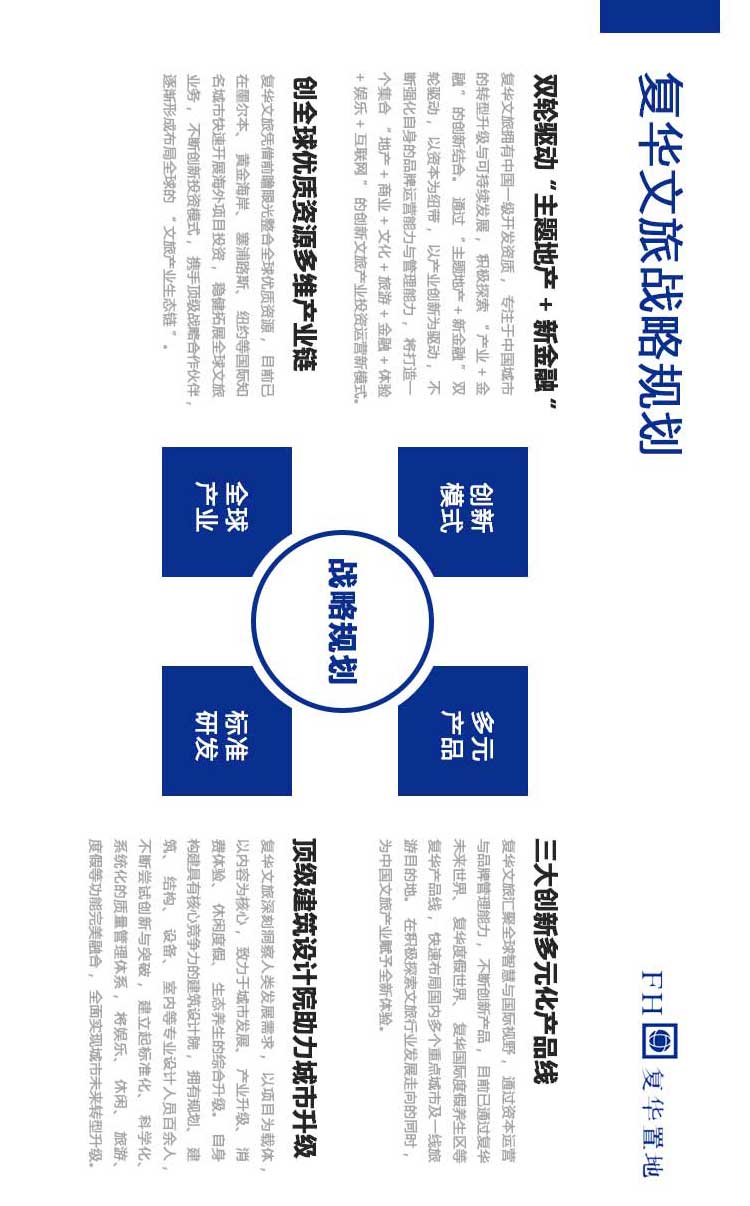 复华文旅战略规划
FH 复华置地
双轮驱动“主题地产 + 新金融“
复华文旅拥有中国一级开发资质，专注于中国城市
的转型升级与可持续发展，积极探索“产业 + 金
融”的创新结合。通过“主题地产 + 新金融”双
轮驱动，以资本为纽带，以产业创新为驱动，不
断强化自身的品牌运营能力与管理能力，将打造一
个集合“地产 + 商业 + 文化 + 旅游 + 金融 + 体验
+ 娱乐 + 互联网”的创新文旅产业投资运营新模式。
创全球优质资源多维产业链
复华文旅凭借前瞻眼光整合全球优质资源，目前已
在墨尔本、黄金海岸、塞浦路斯、纽约等国际知
名城市快速开展海外项目投资，稳健拓展全球文旅
业务，不断创新投资模式，携手顶级战略合作伙伴，
逐渐形成布局全球的“文旅产业生态链”。
创新
模式
多元
产品
战略规划
全球
产业
标准
研发
三大创新多元化产品线
复华文旅汇聚全球智慧与国际视野，通过资本运营
与品牌管理能力，不断创新产品，目前已通过复华
未来世界、复华度假世界、复华国际度假养生区等
复华产品线，快速布局国内多个重点城市及一线旅
游目的地。在积极探索文旅行业发展走向的同时，
为中国文旅产业赋予全新体验。
顶级建筑设计院助力城市升级
复华文旅深刻洞察人类发展需求，以项目为载体，
以内容为核心，致力于城市发展、产业升级、消
费体验、休闲度假、生态养生的综合升级。自身
构建具有核心竞争力的建筑设计院，拥有规划、建
筑、结构、设备、室内等专业设计人员百余人，
不断尝试创新与突破，建立起标准化、科学化、
系统化的质量管理体系，将娱乐、休闲、旅游、
度假等功能完美融合，全面实现城市未来转型升级。